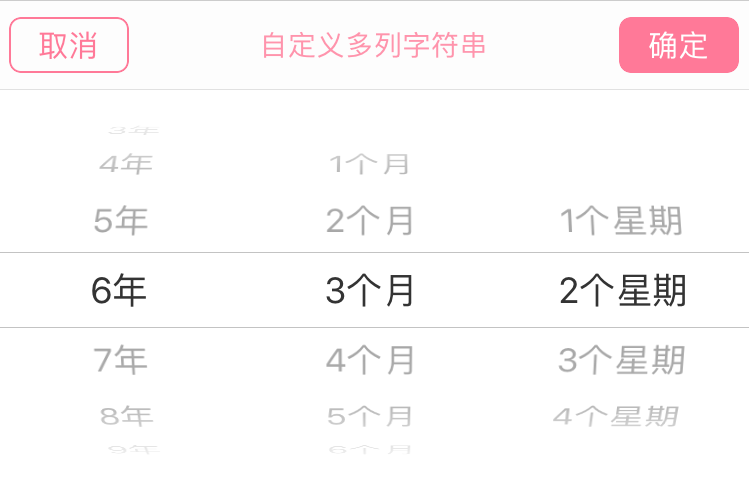 取消 自定义多列字符串 确定
3年
4年 1个月
5年 2个月 1个星期
6年 3个月 2个星期
7年 4个月 3个星期
8年 5个月 4个星期
9年 6个月